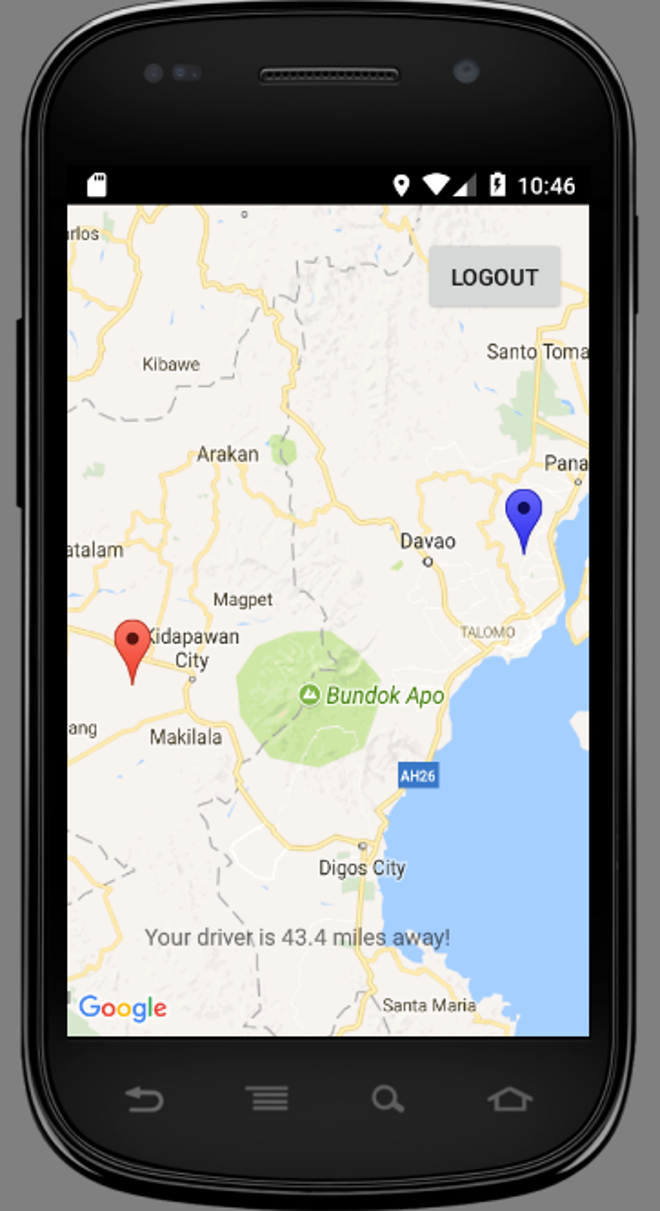 10:46
rlos
LOGOUT
Santo Toma
Kibawe
Arakan
Pana
Davao
atalam
Magpet
TALOMO
Kidapawan
City
Bundok Apo
ang
Makilala
AH26
Digos City
Your driver is 43.4 miles away!
Google
Santa Maria